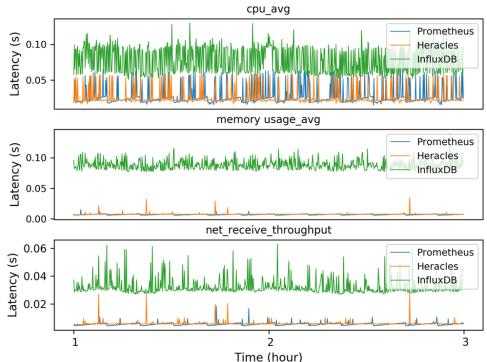 cpu_avg
Latency (s)
0.10
0.05
Prometheus
Heracles
InfluxDB
memory usage_avg
Latency (s)
0.10
0.05
0.00
Prometheus
Heracles
InfluxDB
net_receive_throughput
Latency (s)
0.06
0.04
0.02
Prometheus
Heracles
InfluxDB
1 2 3
Time (hour)